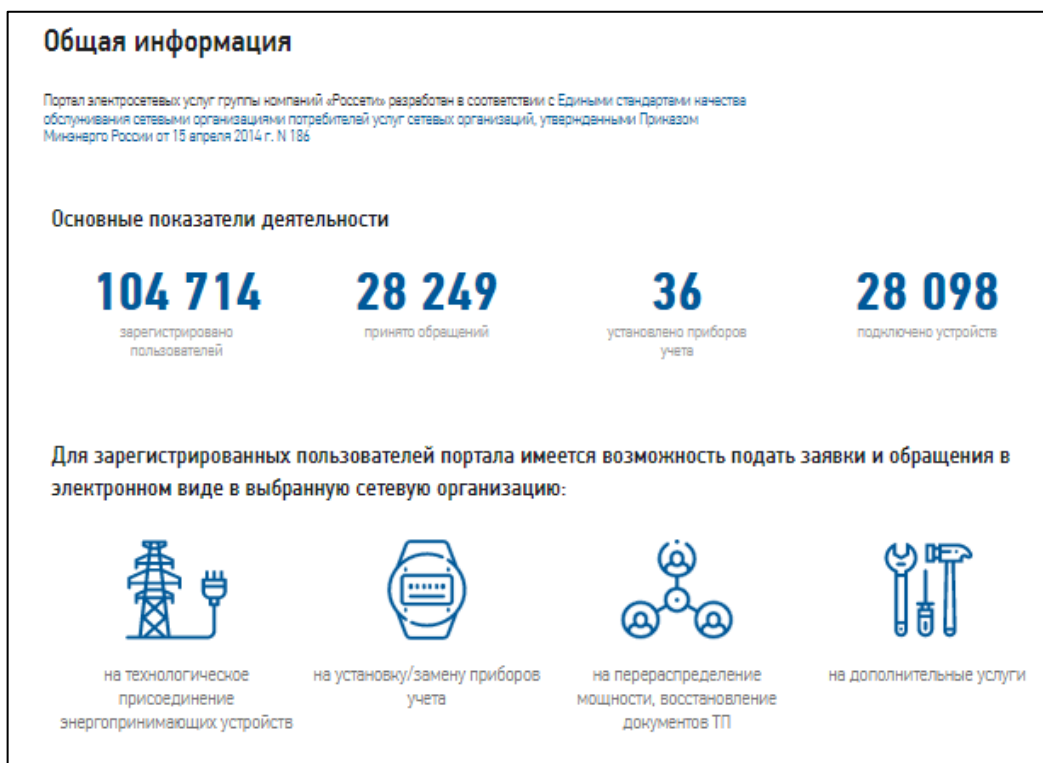 Общая информация
Портал электросетевых услуг группы компаний «Россети» разработан в соответствии с Едиными стандартами качества
обслуживания сетевыми организациями потребителей услуг сетевых организаций, утвержденными Приказом
Минэнерго России от 15 апреля 2014 г. N 186
Основные показатели деятельности
104 714 28 249 36 28 098
зарегистрировано принято обращений установлено приборов подключено устройств
пользователей учета
Для зарегистрированных пользователей портала имеется возможность подать заявки и обращения в
электронном виде в выбранную сетевую организацию:
на технологическое на установку/замену приборов на перераспределение на дополнительные услуги
присоединение учета мощности, восстановление
энергопринимающих устройств документов ТП